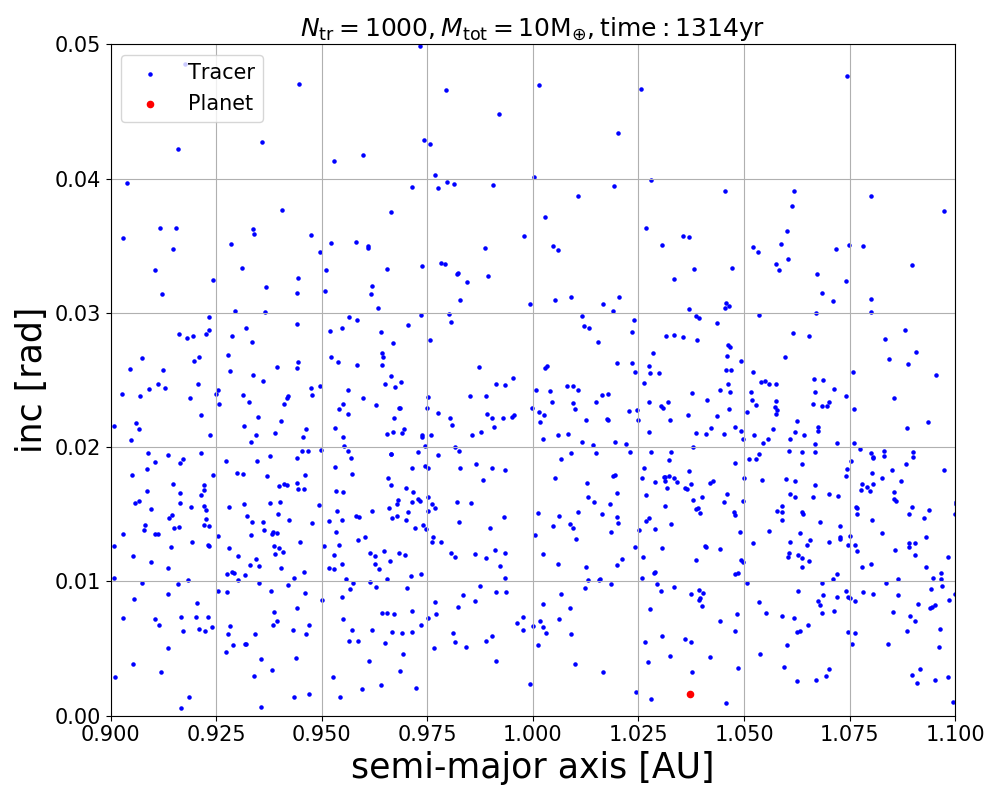 N_tr = 1000, M_tot = 10M_⊕, time : 1314yr
0.05
Tracer
Planet
0.04
0.03
inc [rad]
0.02
0.01
0.00
0.900 0.925 0.950 0.975 1.000 1.025 1.050 1.075 1.100
semi-major axis [AU]